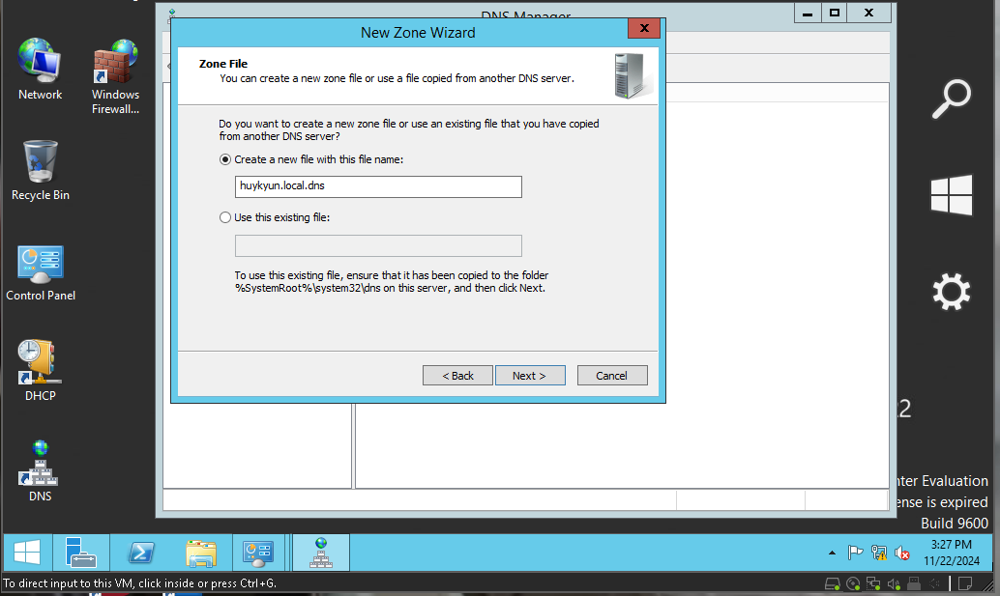 DNS Manager
New Zone Wizard
Zone File
You can create a new zone file or use a file copied from another DNS server.
Do you want to create a new zone file or use an existing file that you have copied
from another DNS server?
Create a new file with this file name:
huykyun.local.dns
Use this existing file:
To use this existing file, ensure that it has been copied to the folder
%SystemRoot%\system32\dns on this server, and then click Next.
< Back
Next >
Cancel
Network
Windows
Firewall...
Recycle Bin
Control Panel
DHCP
DNS
nter Evaluation
ense is expired
Build 9600
3:27 PM
11/22/2024
To direct input to this VM, click inside or press Ctrl+G.